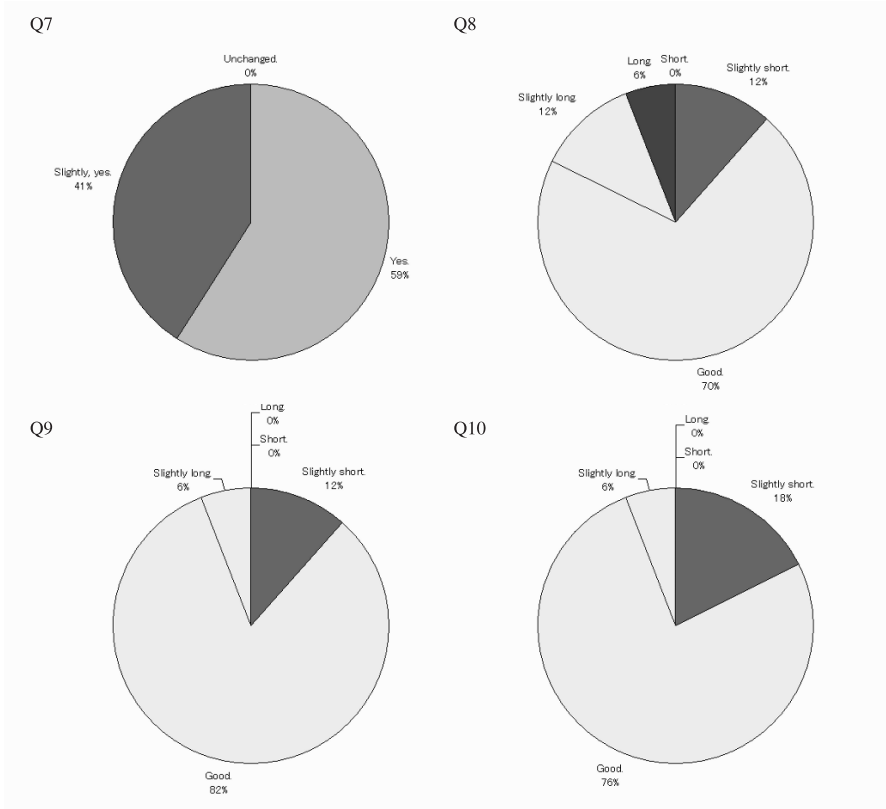 Q7
Unchanged.
0%
Slightly, yes.
41%
Yes.
59%
Q8
Short.
0%
Long.
6%
Slightly short.
12%
Slightly long.
12%
Good.
70%
Q9
Long.
0%
Short.
0%
Slightly long.
6%
Slightly short.
12%
Good.
82%
Q10
Long.
0%
Short.
0%
Slightly long.
6%
Slightly short.
18%
Good.
76%